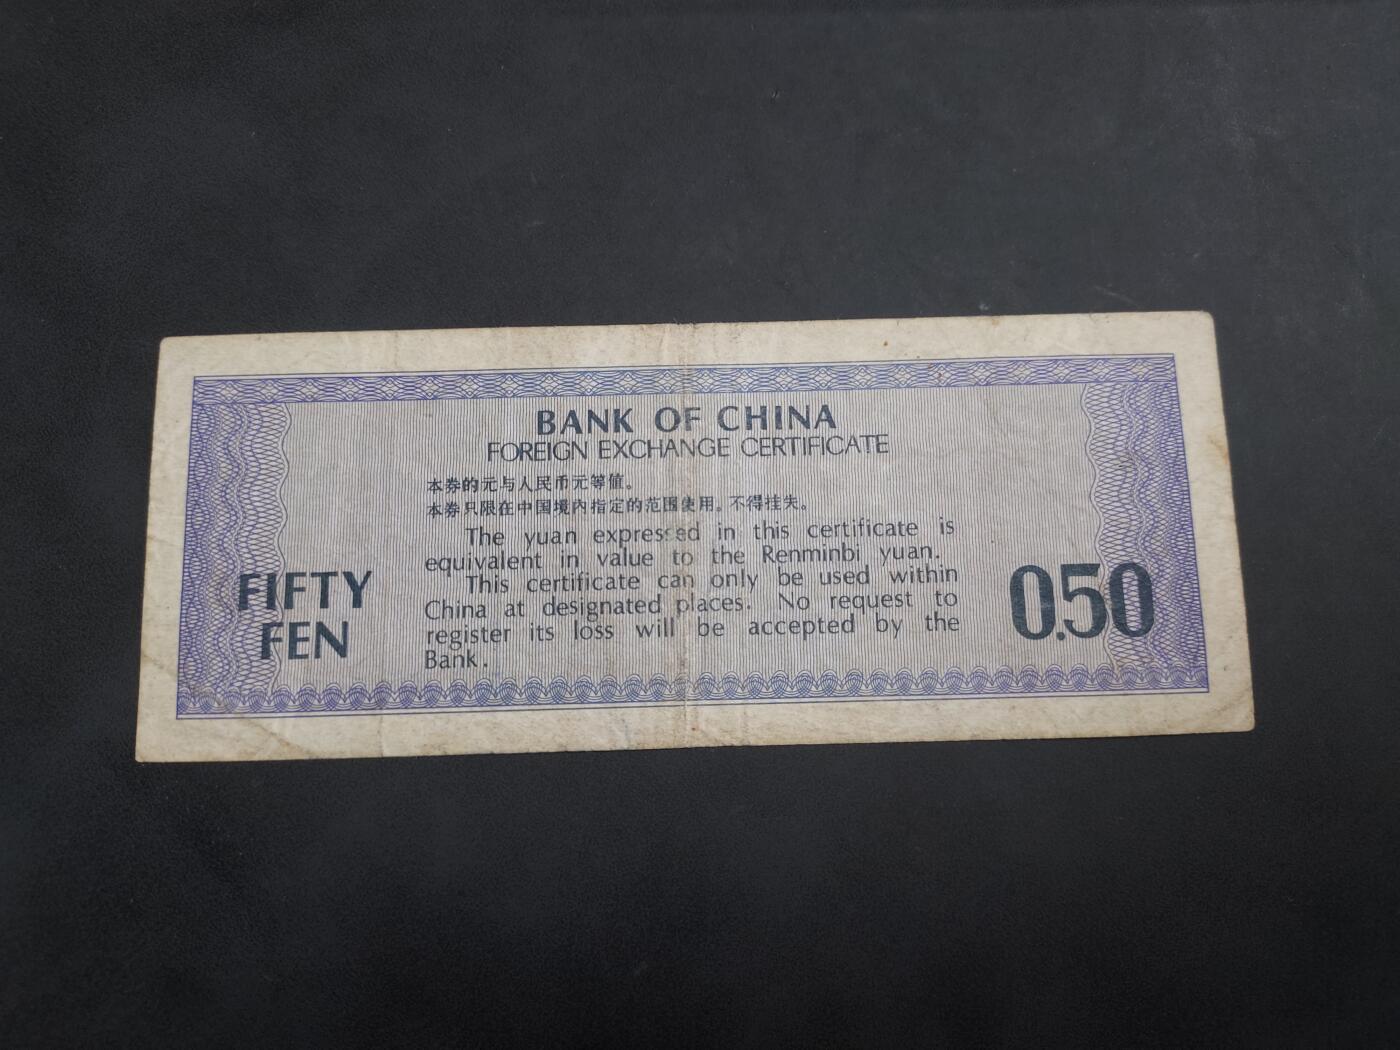 BANK OF CHINA
FOREIGN EXCHANGE CERTIFICATE
本券的元与人民币元等值。
本券只限在中国境内指定的范围使用。不得挂失。
The yuan expressed in this certificate is
equivalent in value to the Renminbi yuan.
This certificate can only be used within
China at designated places. No request to
register its loss will be accepted by the
Bank.
FIFTY
FEN
0.50